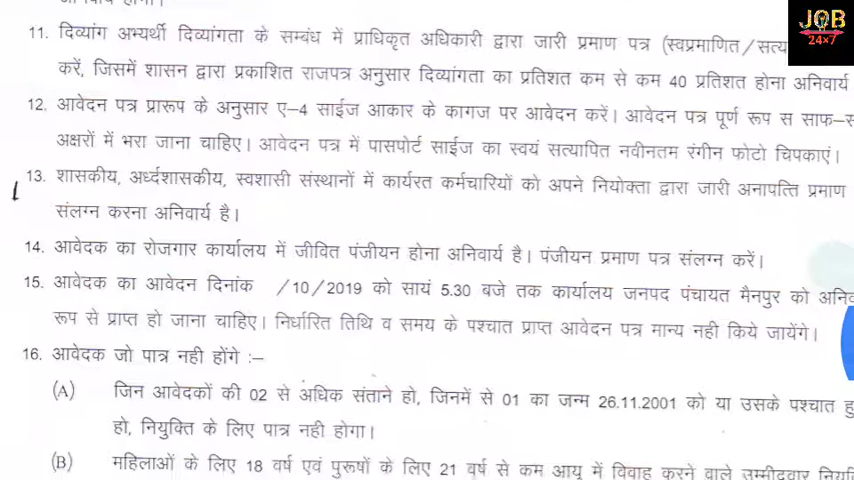 JOB
24×7
11. दिव्यांग अभ्यर्थी दिव्यांगता के सम्बंध में प्राधिकृत अधिकारी द्वारा जारी प्रमाण पत्र (स्वप्रमाणित/सत्य
करें, जिसमें शासन द्वारा प्रकाशित राजपत्र अनुसार दिव्यांगता का प्रतिशत कम से कम 40 प्रतिशत होना अनिवार्य
12. आवेदन पत्र प्रारूप के अनुसार ए–4 साईज आकार के कागज पर आवेदन करें। आवेदन पत्र पूर्ण रूप स साफ–
अक्षरों में भरा जाना चाहिए। आवेदन पत्र में पासपोर्ट साईज का स्वयं सत्यापित नवीनतम रंगीन फोटो चिपकाएं।
13. शासकीय, अर्ध्दशासकीय, स्वशासी संस्थानों में कार्यरत कर्मचारियों को अपने नियोक्ता द्वारा जारी अनापत्ति प्रमाण
संलग्न करना अनिवार्य है।
14. आवेदक का रोजगार कार्यालय में जीवित पंजीयन होना अनिवार्य है। पंजीयन प्रमाण पत्र संलग्न करें।
15. आवेदक का आवेदन दिनांक /10/2019 को सायं 5.30 बजे तक कार्यालय जनपद पंचायत मैनपुर को
रूप से प्राप्त हो जाना चाहिए। निर्धारित तिथि व समय के पश्चात प्राप्त आवेदन पत्र मान्य नही किये जायेंगे।
16. आवेदक जो पात्र नही होंगे :–
(A) जिन आवेदकों की 02 से अधिक संताने हो, जिनमें से 01 का जन्म 26.11.2001 को या उसके पश्चात
हो, नियुक्ति के लिए पात्र नही होगा।
(B) महिलाओं के लिए 18 वर्ष एवं पुरूषों के लिए 21 वर्ष से कम आयु में विवाह करने वाले उम्मीदवार